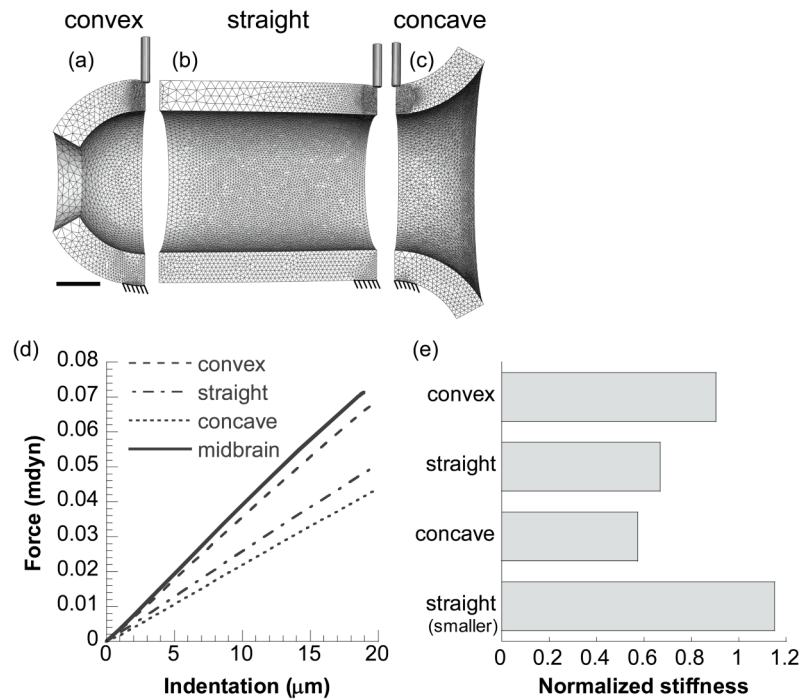 convex straight concave
(a) (b) (c)
(d)
0.08
0.07
0.06
0.05
0.04
0.03
0.02
0.01
0
convex
straight
concave
midbrain
Force (mdyn)
0 5 10 15 20
Indentation (μm)
(e)
convex
straight
concave
straight
(smaller)
0 0.2 0.4 0.6 0.8 1 1.2
Normalized stiffness